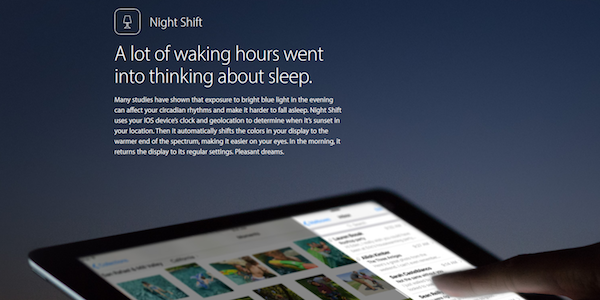 Night Shift
A lot of waking hours went
into thinking about sleep.
Many studies have shown that exposure to bright blue light in the evening
can affect your circadian rhythms and make it harder to fall asleep. Night Shift
uses your iOS device's clock and geolocation to determine when it's sunset in
your location. Then it automatically shifts the colors in your display to the
warmer end of the spectrum, making it easier on your eyes. In the morning, it
returns the display to its regular settings. Pleasant dreams.
California
Moments